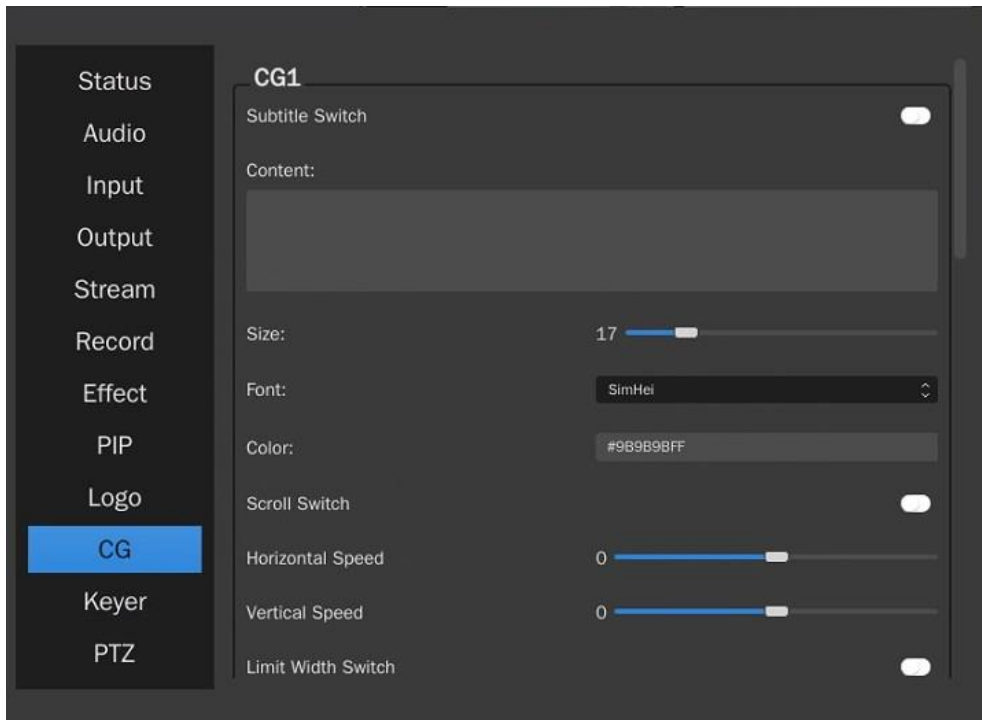 Status
Audio
Input
Output
Stream
Record
Effect
PIP
Logo
CG
Keyer
PTZ
CG1
Subtitle Switch
Content:
Size: 17
Font: SimHei
Color: #9B9B9BFF
Scroll Switch
Horizontal Speed 0
Vertical Speed 0
Limit Width Switch